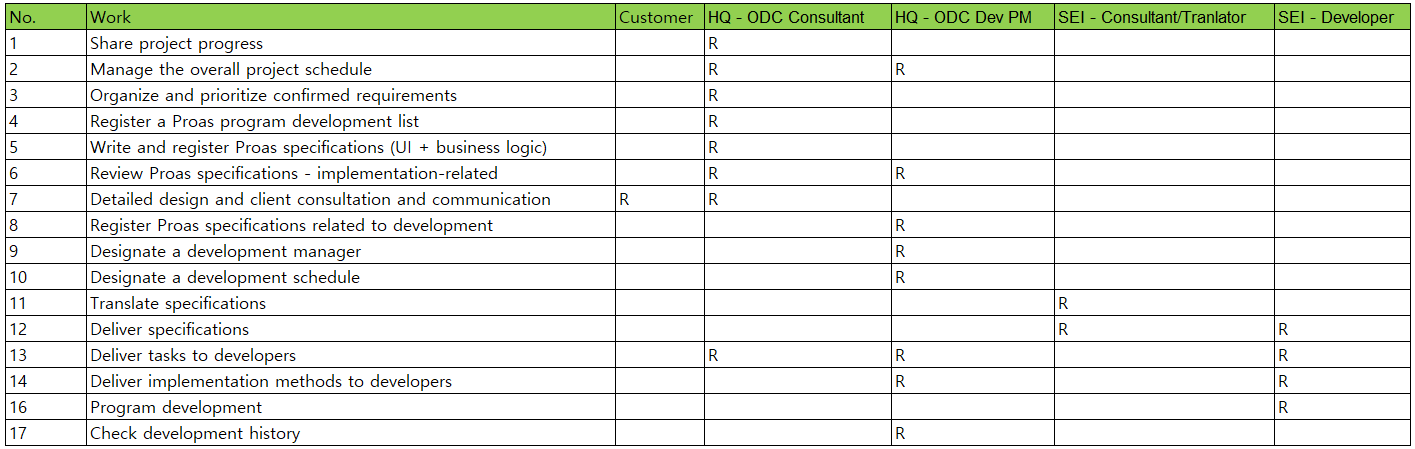 No. Work Customer HQ - ODC Consultant HQ - ODC Dev PM SEI - Consultant/Tranlator SEI - Developer
1 Share project progress R
2 Manage the overall project schedule R R
3 Organize and prioritize confirmed requirements R
4 Register a Proas program development list R
5 Write and register Proas specifications (UI + business logic) R
6 Review Proas specifications - implementation-related R R
7 Detailed design and client consultation and communication R R
8 Register Proas specifications related to development R
9 Designate a development manager R
10 Designate a development schedule R
11 Translate specifications R
12 Deliver specifications R R
13 Deliver tasks to developers R R R
14 Deliver implementation methods to developers R R
16 Program development R
17 Check development history R